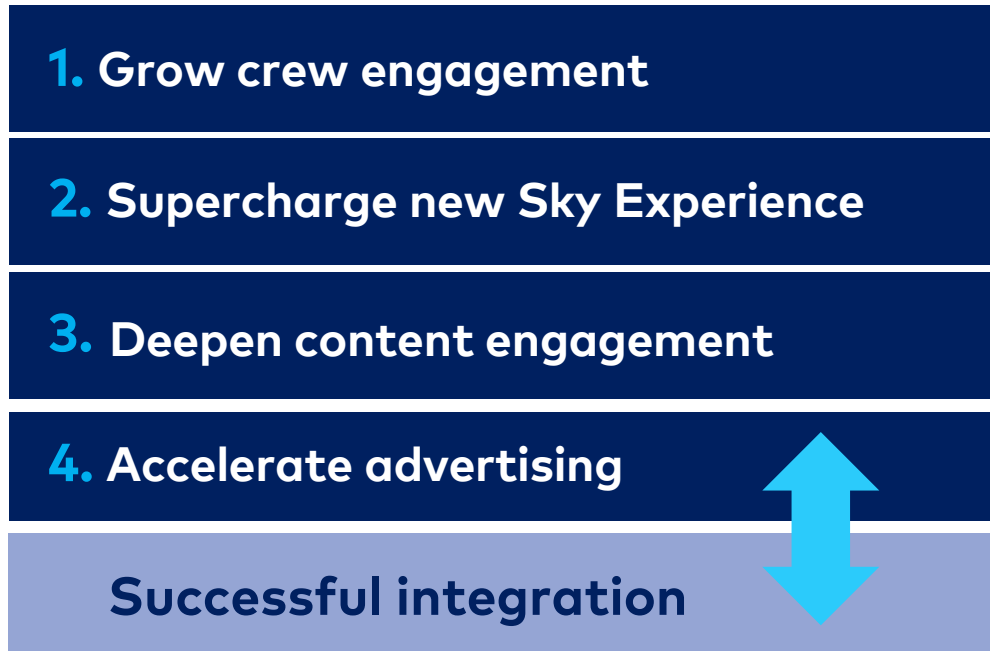 1. Grow crew engagement
2. Supercharge new Sky Experience
3. Deepen content engagement
4. Accelerate advertising
Successful integration